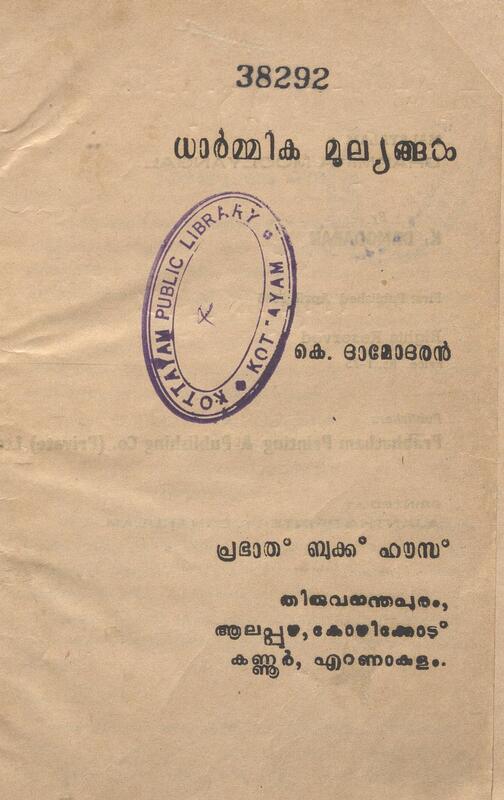 38292
ധാർമ്മിക മൂല്യങ്ങൾ
KOTTAYAM PUBLIC LIBRARY
KOTTAYAM
കെ. ദാമോദരൻ
പ്രഭാത് ബുക്ക് ഹൗസ്
തിരുവനന്തപുരം,
ആലപ്പുഴ, കോഴിക്കോട്
കണ്ണൂർ, എറണാകുളം.